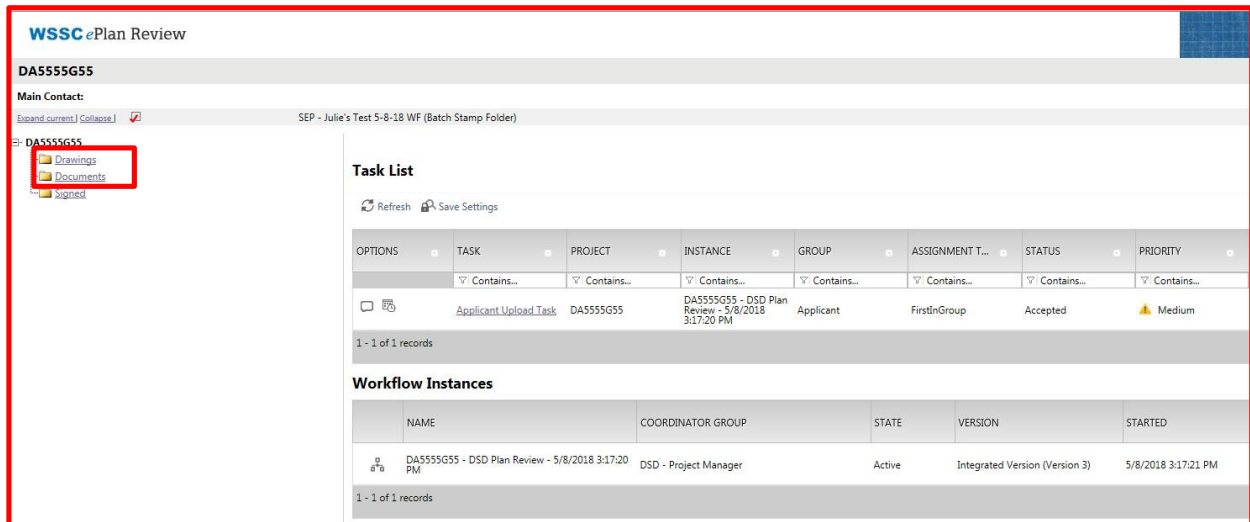 WSSC ePlan Review
DA5555G55
Main Contact:
Expand current | Collapse |
SEP - Julie's Test 5-8-18 WF (Batch Stamp Folder)
DA5555G55
Drawings
Documents
Signed
Task List
Refresh Save Settings
OPTIONS TASK PROJECT INSTANCE GROUP ASSIGNMENT T... STATUS PRIORITY
Contains... Contains... Contains... Contains... Contains... Contains... Contains...
Applicant Upload Task DA5555G55 DA5555G55 - DSD Plan Review - 5/8/2018 3:17:20 PM Applicant FirstInGroup Accepted Medium
1 - 1 of 1 records
Workflow Instances
NAME COORDINATOR GROUP STATE VERSION STARTED
DA5555G55 - DSD Plan Review - 5/8/2018 3:17:20 PM DSD - Project Manager Active Integrated Version (Version 3) 5/8/2018 3:17:21 PM
1 - 1 of 1 records